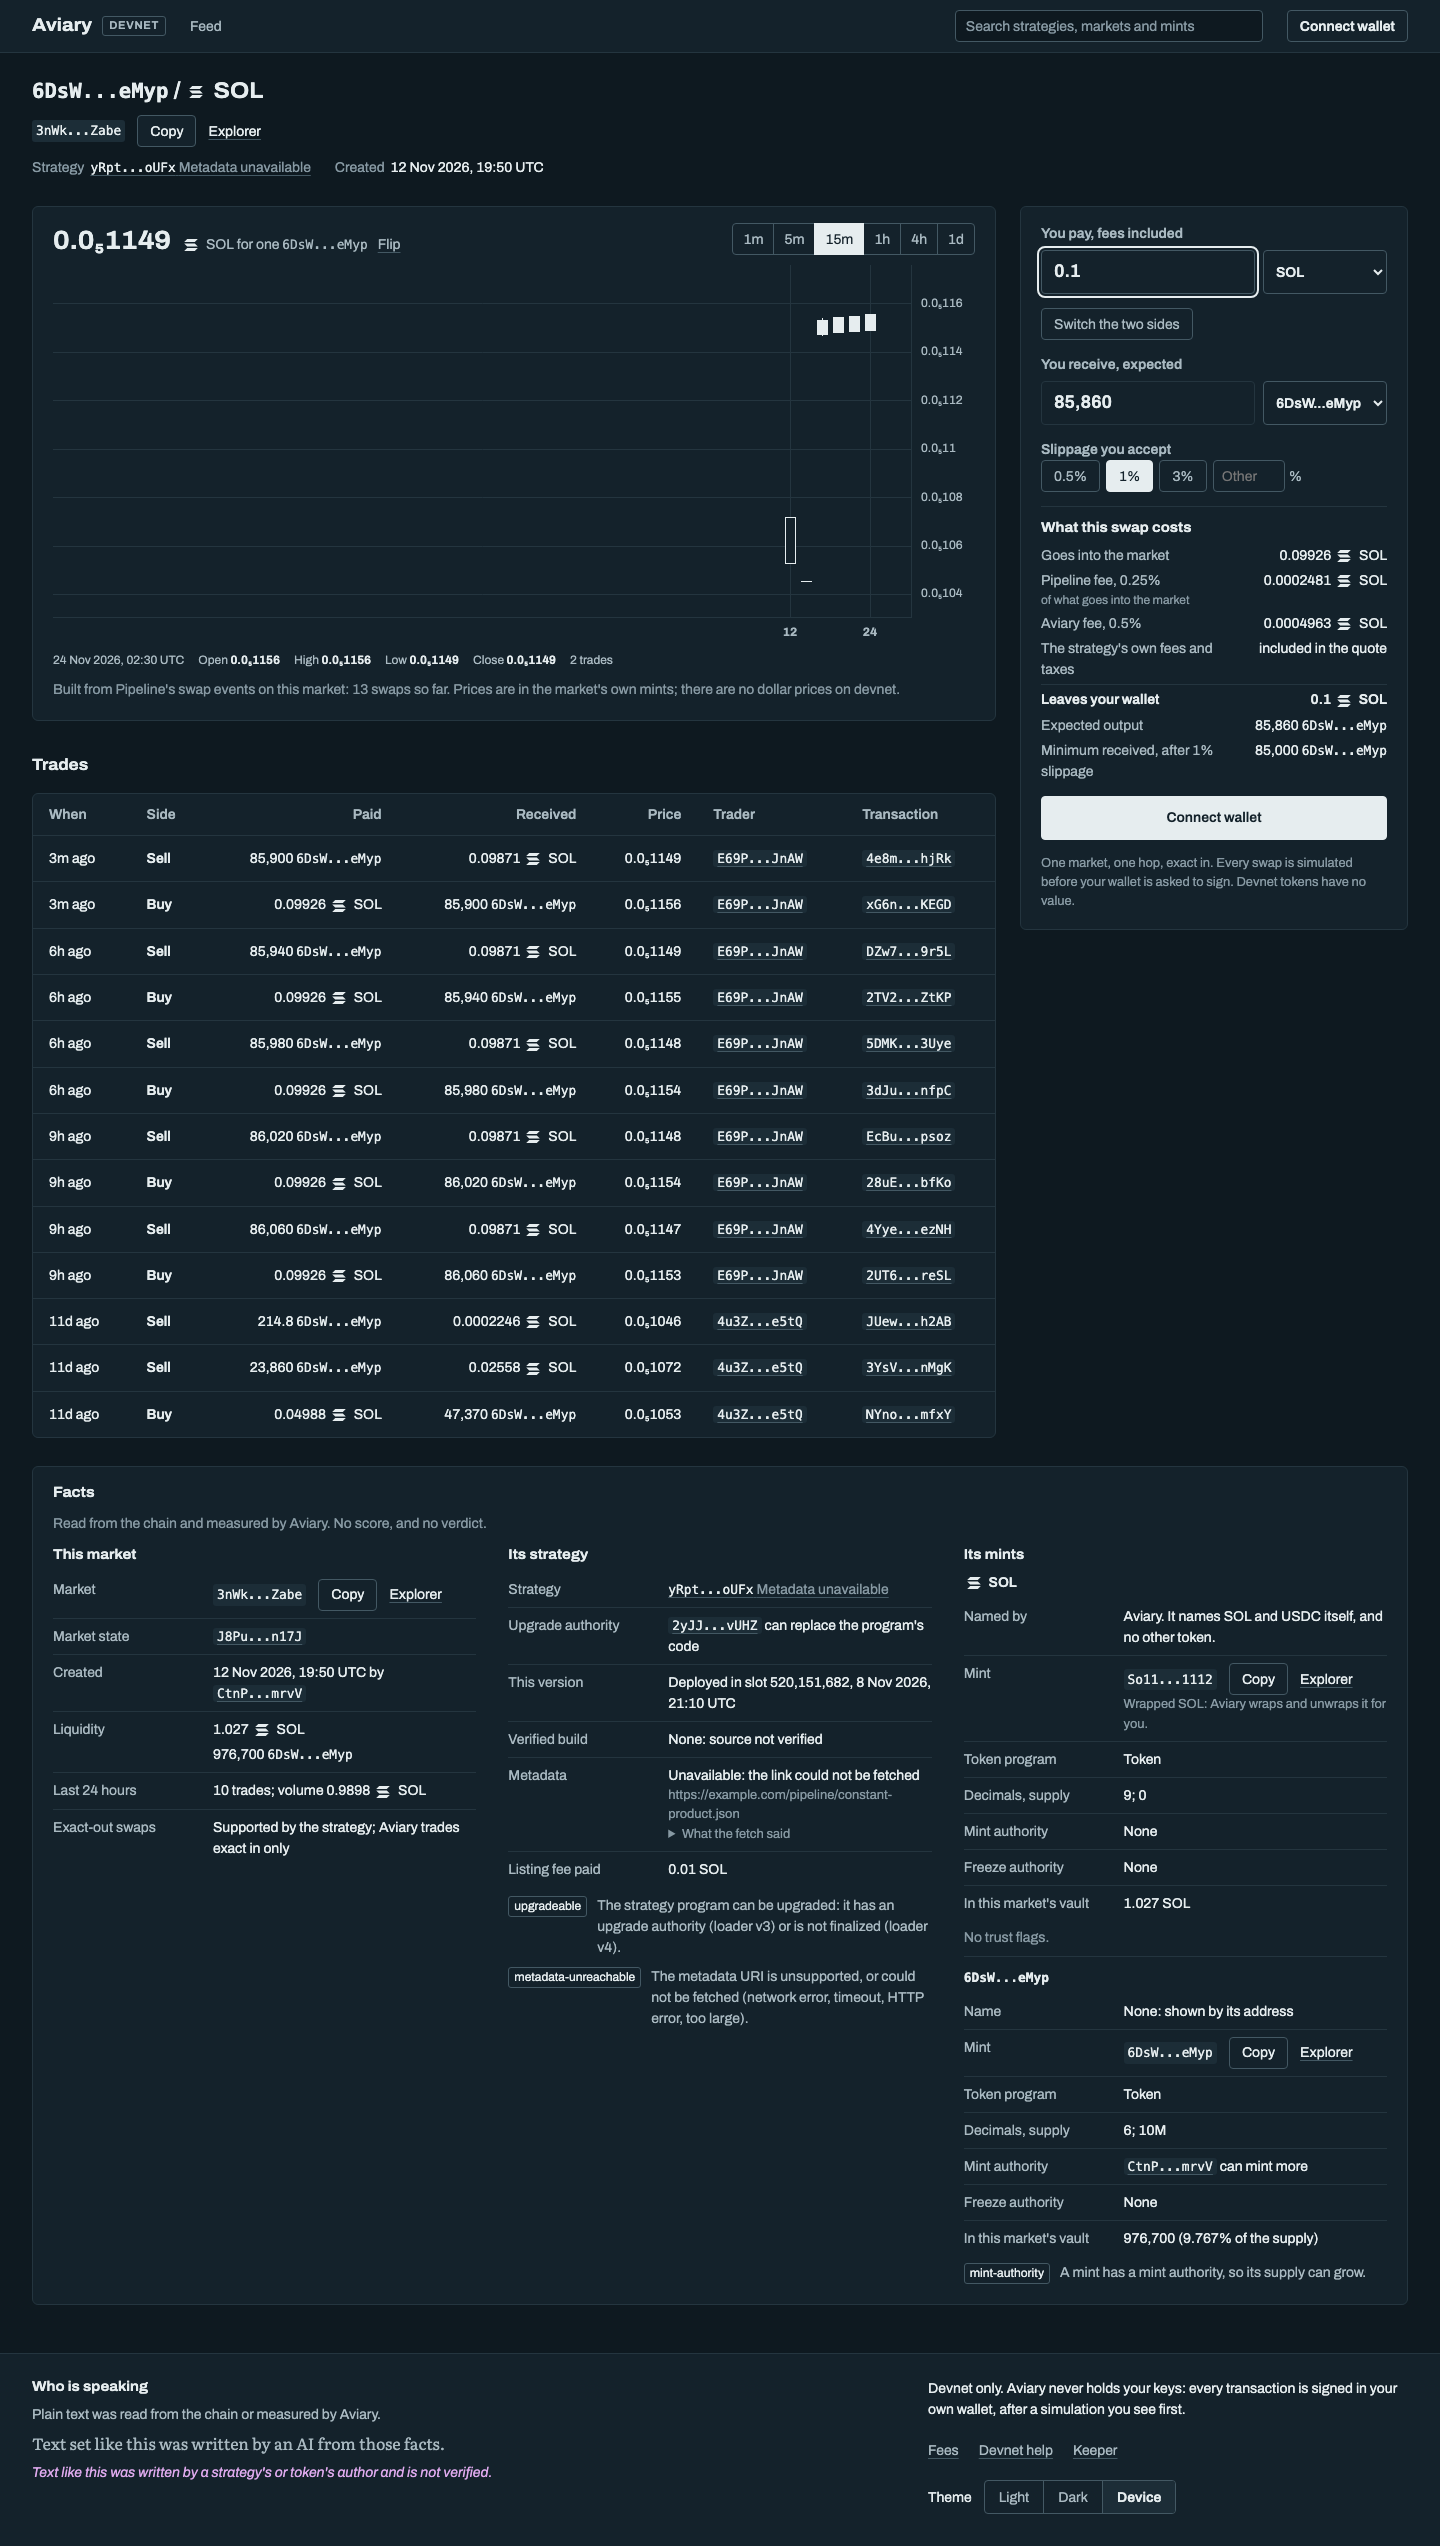 Aviary DEVNET Feed Search strategies, markets and mints Connect wallet
6DsW...eMyp / SOL
3nWk...Zabe Copy Explorer
Strategy yRpt...oUFx Metadata unavailable Created 12 Nov 2026, 19:50 UTC
0.0₅1149 SOL for one 6DsW...eMyp Flip
1m 5m 15m 1h 4h 1d
0.0₅116
0.0₅114
0.0₅112
0.0₅11
0.0₅108
0.0₅106
0.0₅104
12 24
24 Nov 2026, 02:30 UTC Open 0.0₅1156 High 0.0₅1156 Low 0.0₅1149 Close 0.0₅1149 2 trades
Built from Pipeline's swap events on this market: 13 swaps so far. Prices are in the market's own mints; there are no dollar prices on devnet.
You pay, fees included
0.1 SOL
Switch the two sides
You receive, expected
85,860 6DsW...eMyp
Slippage you accept
0.5% 1% 3% Other %
What this swap costs
Goes into the market 0.09926 SOL
Pipeline fee, 0.25% 0.0002481 SOL
of what goes into the market
Aviary fee, 0.5% 0.0004963 SOL
The strategy's own fees and included in the quote
taxes
Leaves your wallet 0.1 SOL
Expected output 85,860 6DsW...eMyp
Minimum received, after 1% 85,000 6DsW...eMyp
slippage
Connect wallet
One market, one hop, exact in. Every swap is simulated
before your wallet is asked to sign. Devnet tokens have no
value.
Trades
When Side Paid Received Price Trader Transaction
3m ago Sell 85,900 6DsW...eMyp 0.09871 SOL 0.0₅1149 E69P...JnAW 4e8m...hjRk
3m ago Buy 0.09926 SOL 85,900 6DsW...eMyp 0.0₅1156 E69P...JnAW xG6n...KEGD
6h ago Sell 85,940 6DsW...eMyp 0.09871 SOL 0.0₅1149 E69P...JnAW DZw7...9r5L
6h ago Buy 0.09926 SOL 85,940 6DsW...eMyp 0.0₅1155 E69P...JnAW 2TV2...ZtKP
6h ago Sell 85,980 6DsW...eMyp 0.09871 SOL 0.0₅1148 E69P...JnAW 5DMK...3Uye
6h ago Buy 0.09926 SOL 85,980 6DsW...eMyp 0.0₅1154 E69P...JnAW 3dJu...nfpC
9h ago Sell 86,020 6DsW...eMyp 0.09871 SOL 0.0₅1148 E69P...JnAW EcBu...psoz
9h ago Buy 0.09926 SOL 86,020 6DsW...eMyp 0.0₅1154 E69P...JnAW 28uE...bfKo
9h ago Sell 86,060 6DsW...eMyp 0.09871 SOL 0.0₅1147 E69P...JnAW 4Yye...ezNH
9h ago Buy 0.09926 SOL 86,060 6DsW...eMyp 0.0₅1153 E69P...JnAW 2UT6...reSL
11d ago Sell 214.8 6DsW...eMyp 0.0002246 SOL 0.0₅1046 4u3Z...e5tQ JUew...h2AB
11d ago Sell 23,860 6DsW...eMyp 0.02558 SOL 0.0₅1072 4u3Z...e5tQ 3YsV...nMgK
11d ago Buy 0.04988 SOL 47,370 6DsW...eMyp 0.0₅1053 4u3Z...e5tQ NYno...mfxY
Facts
Read from the chain and measured by Aviary. No score, and no verdict.
This market
Market 3nWk...Zabe Copy Explorer
Market state J8Pu...n17J
Created 12 Nov 2026, 19:50 UTC by
CtnP...mrvV
Liquidity 1.027 SOL
976,700 6DsW...eMyp
Last 24 hours 10 trades; volume 0.9898 SOL
Exact-out swaps Supported by the strategy; Aviary trades
exact in only
Its strategy
Strategy yRpt...oUFx Metadata unavailable
Upgrade authority 2yJJ...vUHZ can replace the program's
code
This version Deployed in slot 520,151,682, 8 Nov 2026,
21:10 UTC
Verified build None: source not verified
Metadata Unavailable: the link could not be fetched
https://example.com/pipeline/constant-
product.json
▶ What the fetch said
Listing fee paid 0.01 SOL
upgradeable The strategy program can be upgraded: it has an
upgrade authority (loader v3) or is not finalized (loader
v4).
metadata-unreachable The metadata URI is unsupported, or could
not be fetched (network error, timeout, HTTP
error, too large).
Its mints
SOL
Named by Aviary. It names SOL and USDC itself, and
no other token.
Mint So11...1112 Copy Explorer
Wrapped SOL: Aviary wraps and unwraps it for
you.
Token program Token
Decimals, supply 9; 0
Mint authority None
Freeze authority None
In this market's vault 1.027 SOL
No trust flags.
6DsW...eMyp
Name None: shown by its address
Mint 6DsW...eMyp Copy Explorer
Token program Token
Decimals, supply 6; 10M
Mint authority CtnP...mrvV can mint more
Freeze authority None
In this market's vault 976,700 (9.767% of the supply)
mint-authority A mint has a mint authority, so its supply can grow.
Who is speaking
Plain text was read from the chain or measured by Aviary.
Text set like this was written by an AI from those facts.
Text like this was written by a strategy's or token's author and is not verified.
Devnet only. Aviary never holds your keys: every transaction is signed in your
own wallet, after a simulation you see first.
Fees Devnet help Keeper
Theme Light Dark Device